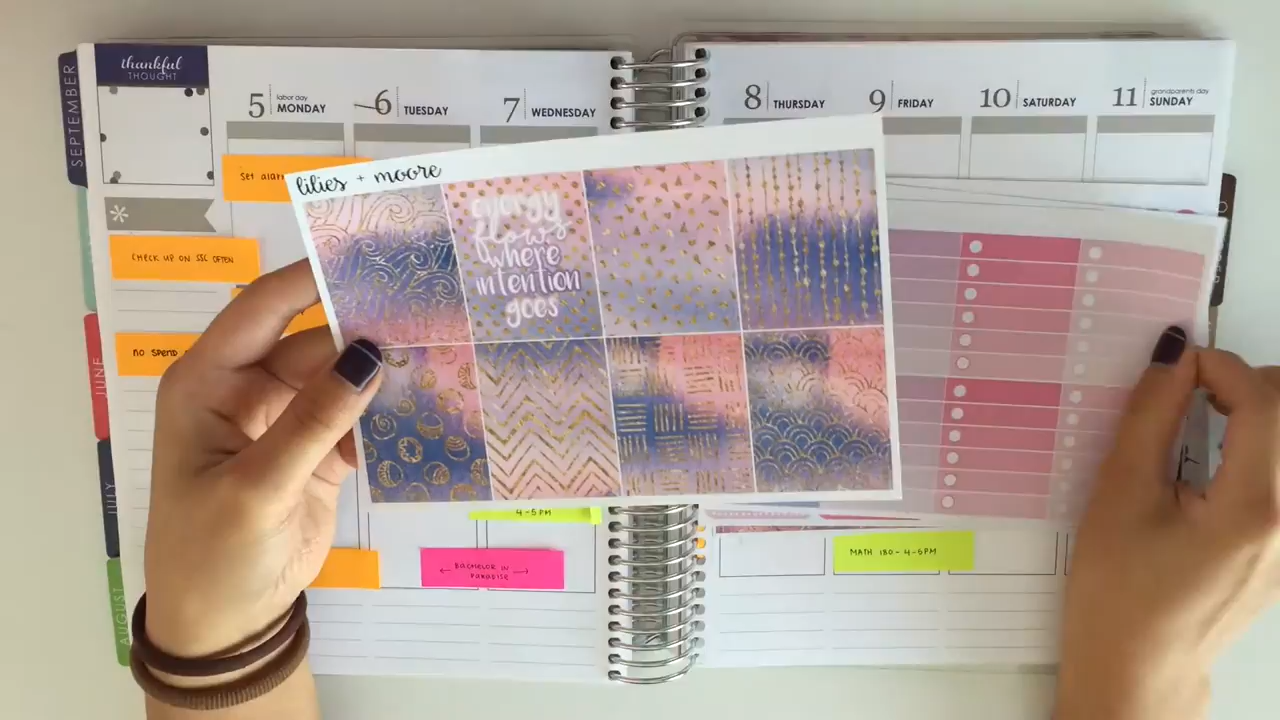 thankful
THOUGHT
SEPTEMBER
5 labor day MONDAY
6 TUESDAY
7 WEDNESDAY
8 THURSDAY
9 FRIDAY
10 SATURDAY
11 grandparents day SUNDAY
Set alar
lilies + moore
energy
flows
where
intention
goes
*
CHECK UP ON SSC OFTEN
NO SPEND
JUNE
JULY
AUGUST
4-5PM
← BACHELOR IN →
PARADISE
MATH 180 - 4-5PM